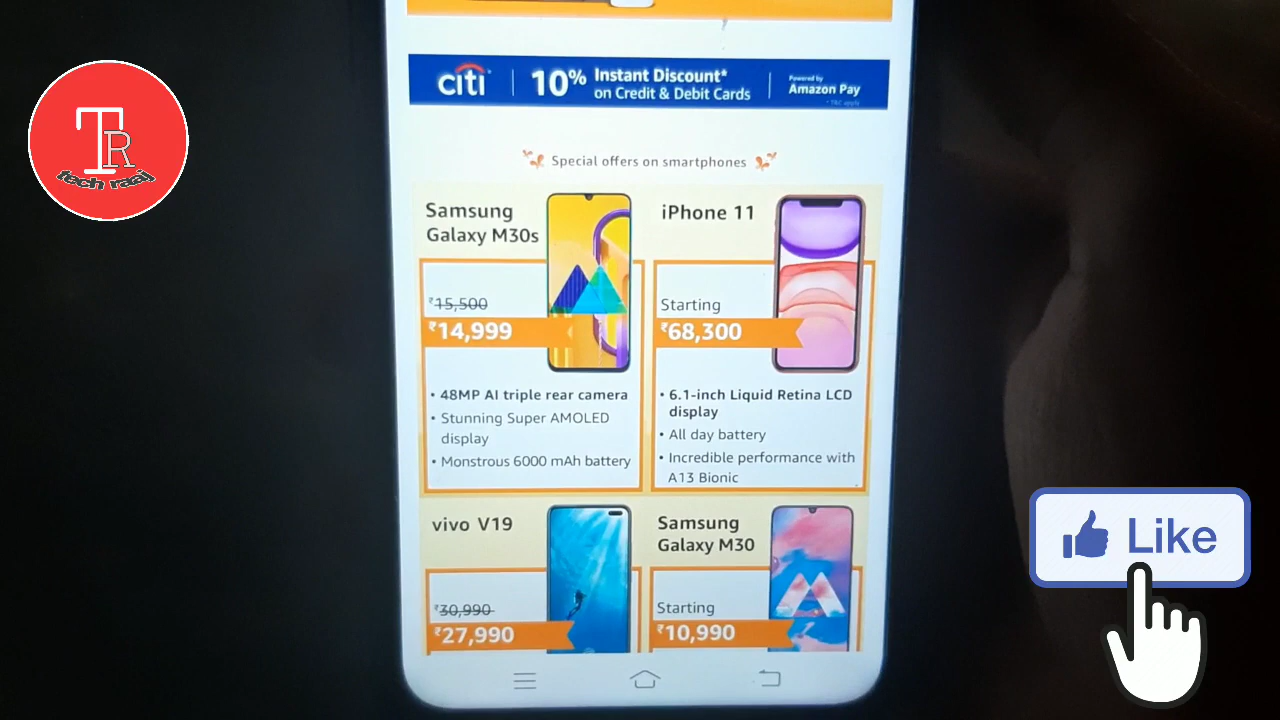 TR
tech raaj
citi
10% Instant Discount*
on Credit & Debit Cards
Powered by
Amazon Pay
*T&C apply
Special offers on smartphones
Samsung
Galaxy M30s
₹15,500
₹14,999
• 48MP AI triple rear camera
• Stunning Super AMOLED
display
• Monstrous 6000 mAh battery
iPhone 11
Starting
₹68,300
• 6.1-inch Liquid Retina LCD
display
• All day battery
• Incredible performance with
A13 Bionic
vivo V19
₹30,990
₹27,990
Samsung
Galaxy M30
Starting
₹10,990
Like